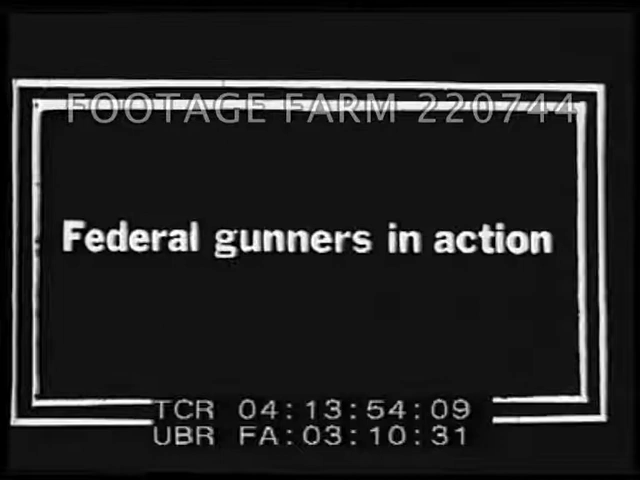 FOOTAGE FARM 220744
Federal gunners in action
TCR 04:13:54:09
UBR FA:03:10:31